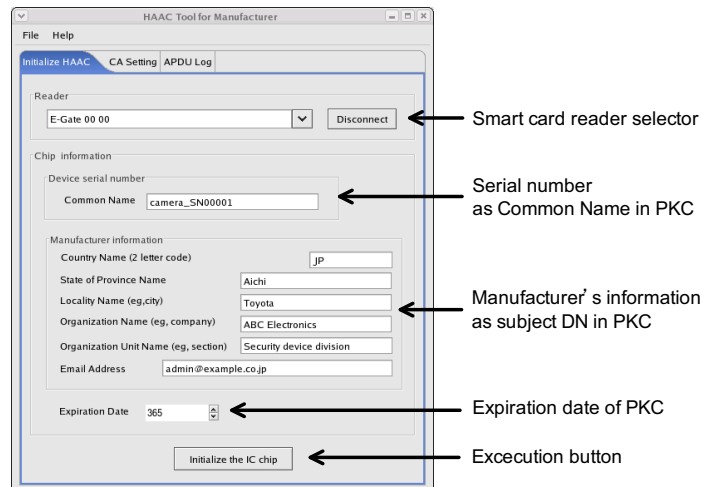 HAAC Tool for Manufacturer
File Help
Initialize HAAC CA Setting APDU Log
Reader
E-Gate 00 00 Disconnect
Smart card reader selector
Chip information
Device serial number
Common Name camera_SN00001
Serial number
as Common Name in PKC
Manufacturer information
Country Name (2 letter code) JP
State of Province Name Aichi
Locality Name (eg,city) Toyota
Organization Name (eg, company) ABC Electronics
Organization Unit Name (eg, section) Security device division
Email Address admin@example.co.jp
Manufacturer's information
as subject DN in PKC
Expiration Date 365
Expiration date of PKC
Initialize the IC chip
Excecution button